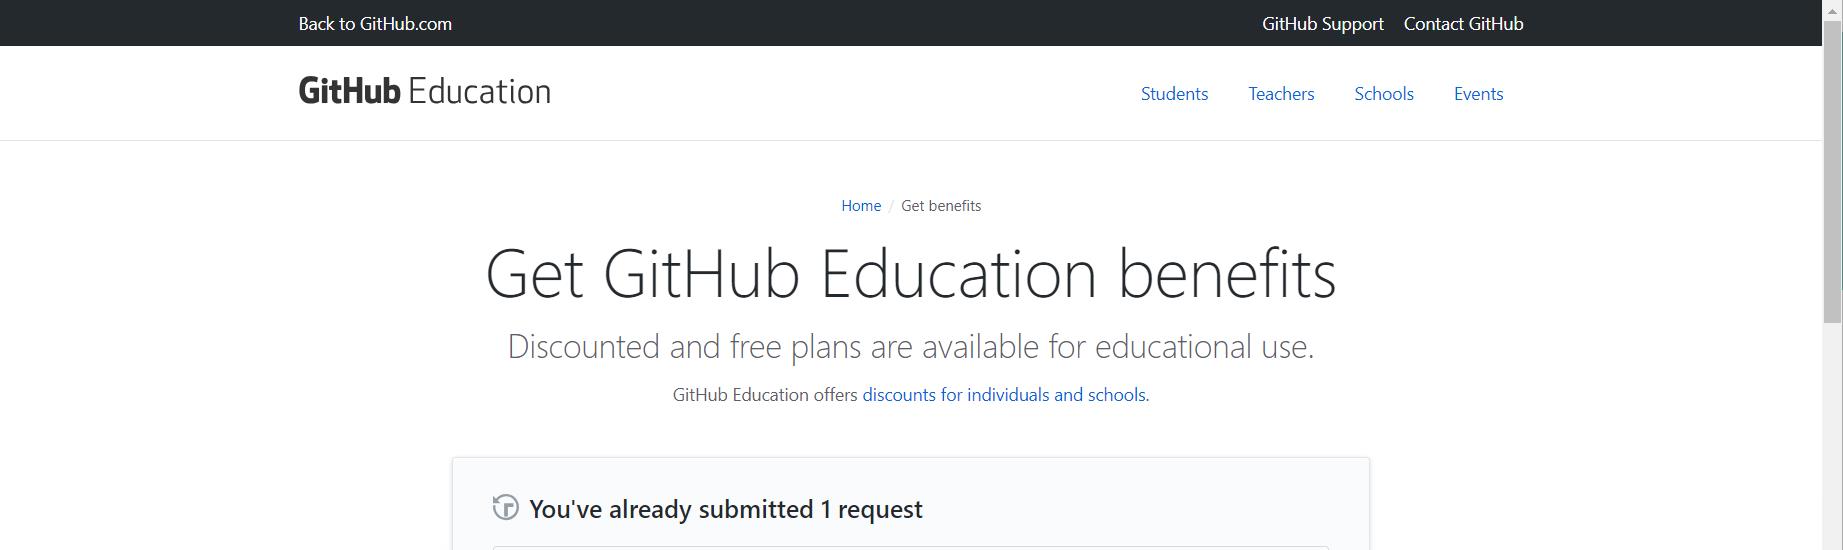 Back to GitHub.com GitHub Support Contact GitHub
GitHub Education Students Teachers Schools Events
Home / Get benefits
Get GitHub Education benefits
Discounted and free plans are available for educational use.
GitHub Education offers discounts for individuals and schools.
You've already submitted 1 request